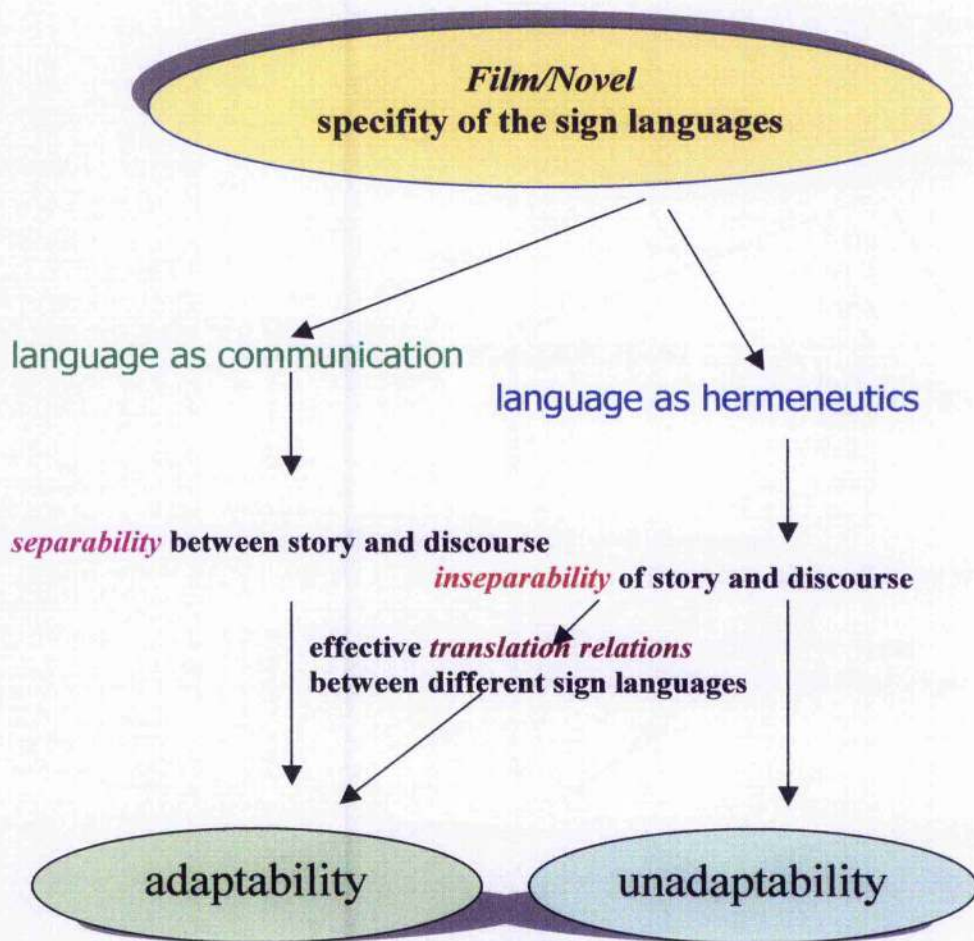 Film/Novel
specifity of the sign languages
language as communication
language as hermeneutics
separability between story and discourse
inseparability of story and discourse
effective translation relations
between different sign languages
adaptability
unadaptability